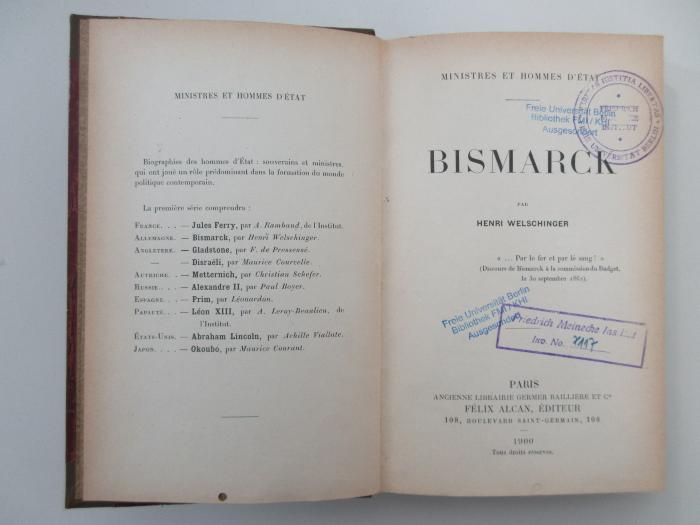 MINISTRES ET HOMMES D'ÉTAT
Biographies des hommes d'État : souverains et ministres,
qui ont joué un rôle prédominant dans la formation du monde
politique contemporain.
La première série comprendra :
FRANCE. . . — Jules Ferry, par A. Rambaud, de l'Institut.
ALLEMAGNE. — Bismarck, par Henri Welschinger.
ANGLETERRE. — Gladstone, par F. de Pressensé.
— — Disraëli, par Maurice Courcelle.
AUTRICHE. . — Metternich, par Christian Schefer.
RUSSIE. . . — Alexandre II, par Paul Boyer.
ESPAGNE. . — Prim, par Léonardon.
PAPAUTÉ. . — Léon XIII, par A. Leroy-Beaulieu, de
l'Institut.
ÉTATS-UNIS. — Abraham Lincoln, par Achille Viallate.
JAPON. . . . — Okoubo, par Maurice Courant.
MINISTRES ET HOMMES D'ÉTAT
Freie Universität Berlin
Bibliothek FMI / KHI
Ausgesondert
FRIEDRICH
INSTITUT
UNIVERSITAT BERLIN
BISMARCK
PAR
HENRI WELSCHINGER
« ... Par le fer et par le sang ! »
(Discours de Bismarck à la commission du Budget,
le 30 septembre 1862).
Freie Universität Berlin
Bibliothek FMI / KHI
Ausgesondert
Friedrich Meinecke Institut
Inv. No.
PARIS
ANCIENNE LIBRAIRIE GERMER BAILLIÈRE ET Cie
FÉLIX ALCAN, ÉDITEUR
108, BOULEVARD SAINT-GERMAIN, 108
1900
Tous droits réservés.